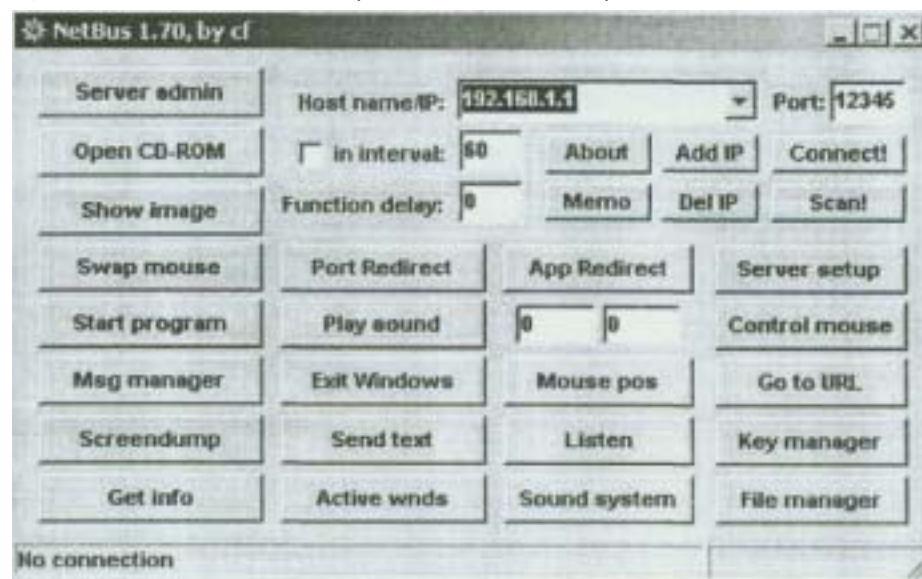 NetBus 1.70, by cf
Server admin
Host name/IP: 192.168.1.1 Port: 12345
Open CD-ROM
in interval: 60 About Add IP Connect!
Show image
Function delay: 0 Memo Del IP Scan!
Swap mouse Port Redirect App Redirect Server setup
Start program Play sound 0 0 Control mouse
Msg manager Exit Windows Mouse pos Go to URL
Screendump Send text Listen Key manager
Get info Active wnds Sound system File manager
No connection